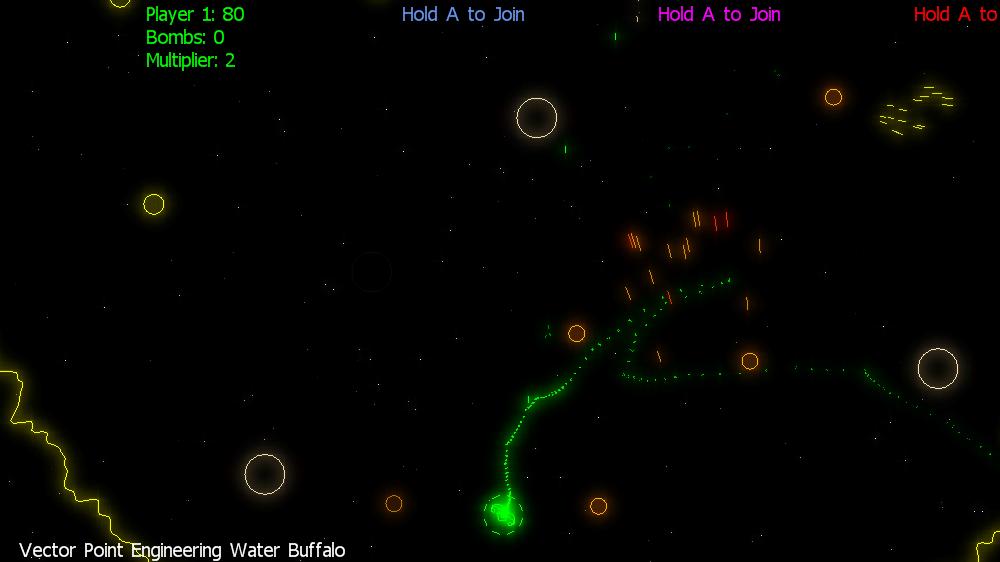 Player 1: 80
Bombs: 0
Multiplier: 2
Hold A to Join
Hold A to Join
Hold A to
Vector Point Engineering Water Buffalo